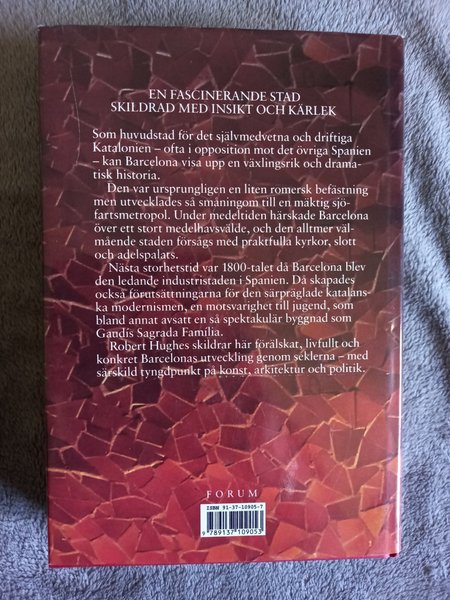 EN FASCINERANDE STAD
SKILDRAD MED INSIKT OCH KÄRLEK
Som huvudstad för det självmedvetna och driftiga
Katalonien – ofta i opposition mot det övriga Spanien
– kan Barcelona visa upp en växlingsrik och drama-
tisk historia.
Den var ursprungligen en liten romersk befästning
men utvecklades så småningom till en mäktig sjö-
fartsmetropol. Under medeltiden härskade Barcelona
över ett stort medelhavsvälde, och den alltmer väl-
mående staden försågs med praktfulla kyrkor, slott
och adelspalats.
Nästa storhetstid var 1800-talet då Barcelona blev
den ledande industristaden i Spanien. Då skapades
också förutsättningarna för den särpräglade katalan-
ska modernismen, en motsvarighet till jugend, som
bland annat avsatt en så spektakulär byggnad som
Gaudís Sagrada Família.
Robert Hughes skildrar här förälskat, livfullt och
konkret Barcelonas utveckling genom seklerna – med
särskild tyngdpunkt på konst, arkitektur och politik.
FORUM
ISBN 91-37-10905-7
9 789137 109053